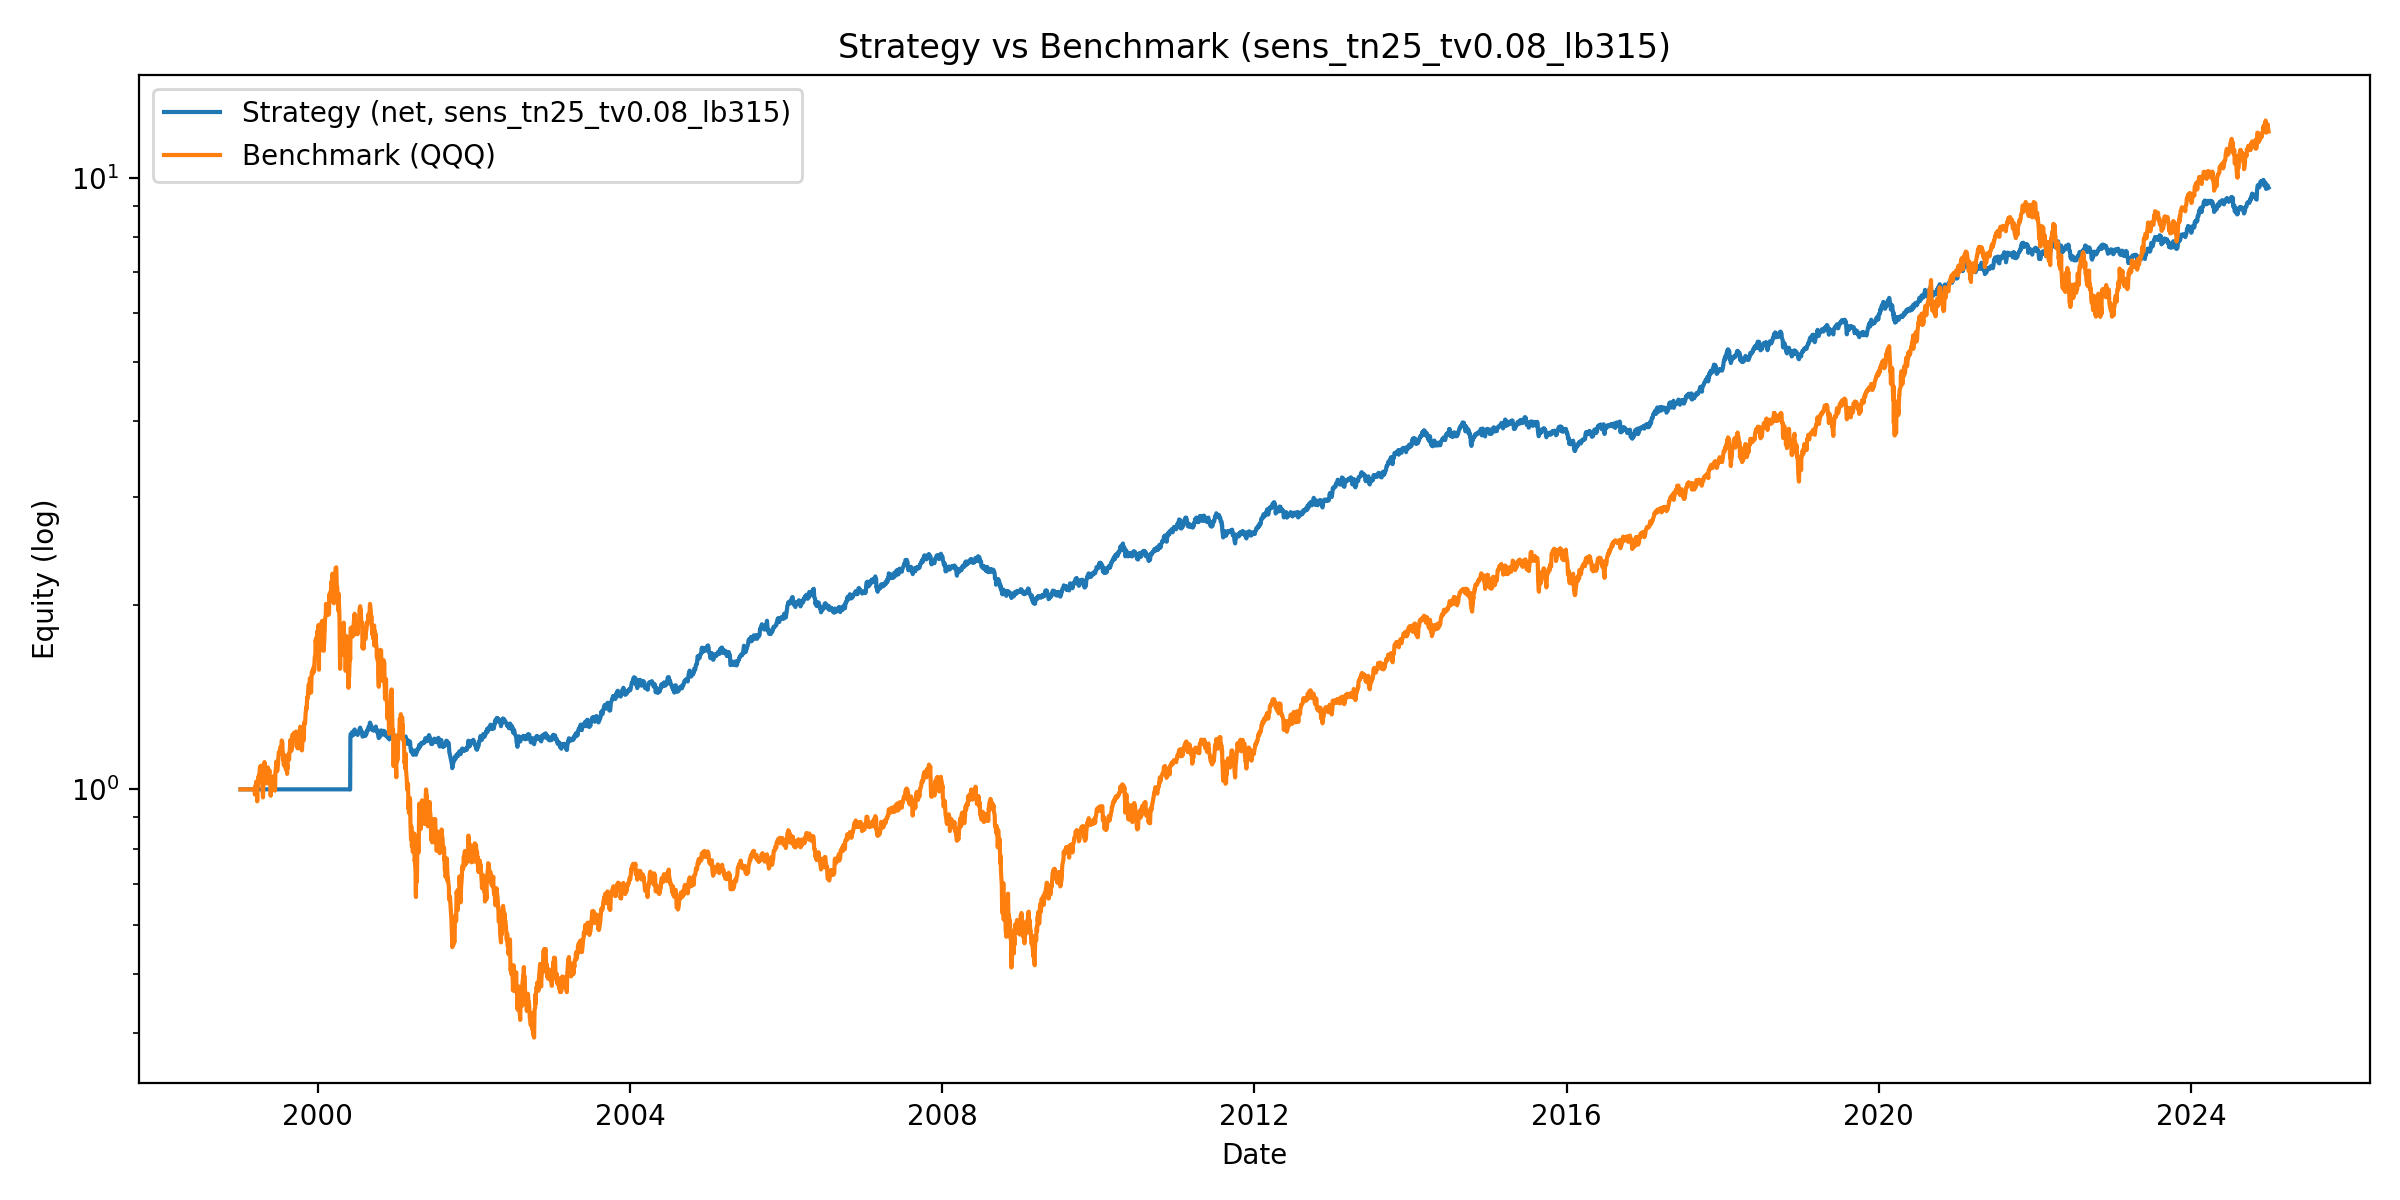 Strategy vs Benchmark (sens_tn25_tv0.08_lb315)
Strategy (net, sens_tn25_tv0.08_lb315)
Benchmark (QQQ)
10¹
10⁰
Equity (log)
2000 2004 2008 2012 2016 2020 2024
Date